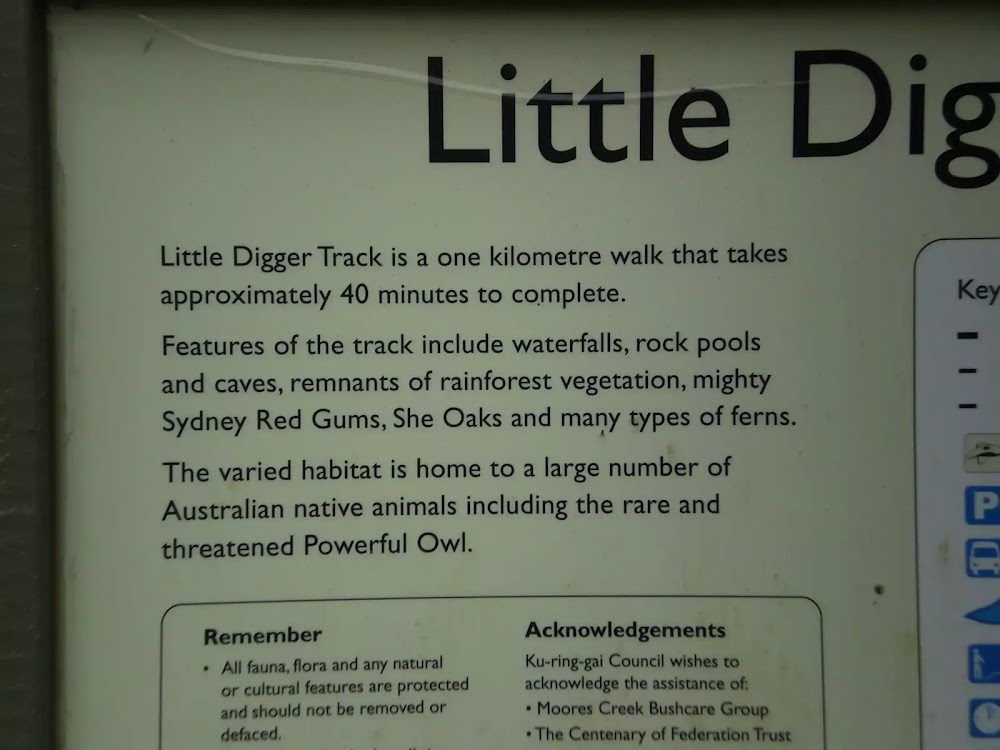 Little Dig
Little Digger Track is a one kilometre walk that takes
approximately 40 minutes to complete.
Features of the track include waterfalls, rock pools
and caves, remnants of rainforest vegetation, mighty
Sydney Red Gums, She Oaks and many types of ferns.
The varied habitat is home to a large number of
Australian native animals including the rare and
threatened Powerful Owl.
Remember
• All fauna, flora and any natural
or cultural features are protected
and should not be removed or
defaced.
Acknowledgements
Ku-ring-gai Council wishes to
acknowledge the assistance of:
• Moores Creek Bushcare Group
• The Centenary of Federation Trust
Key
P